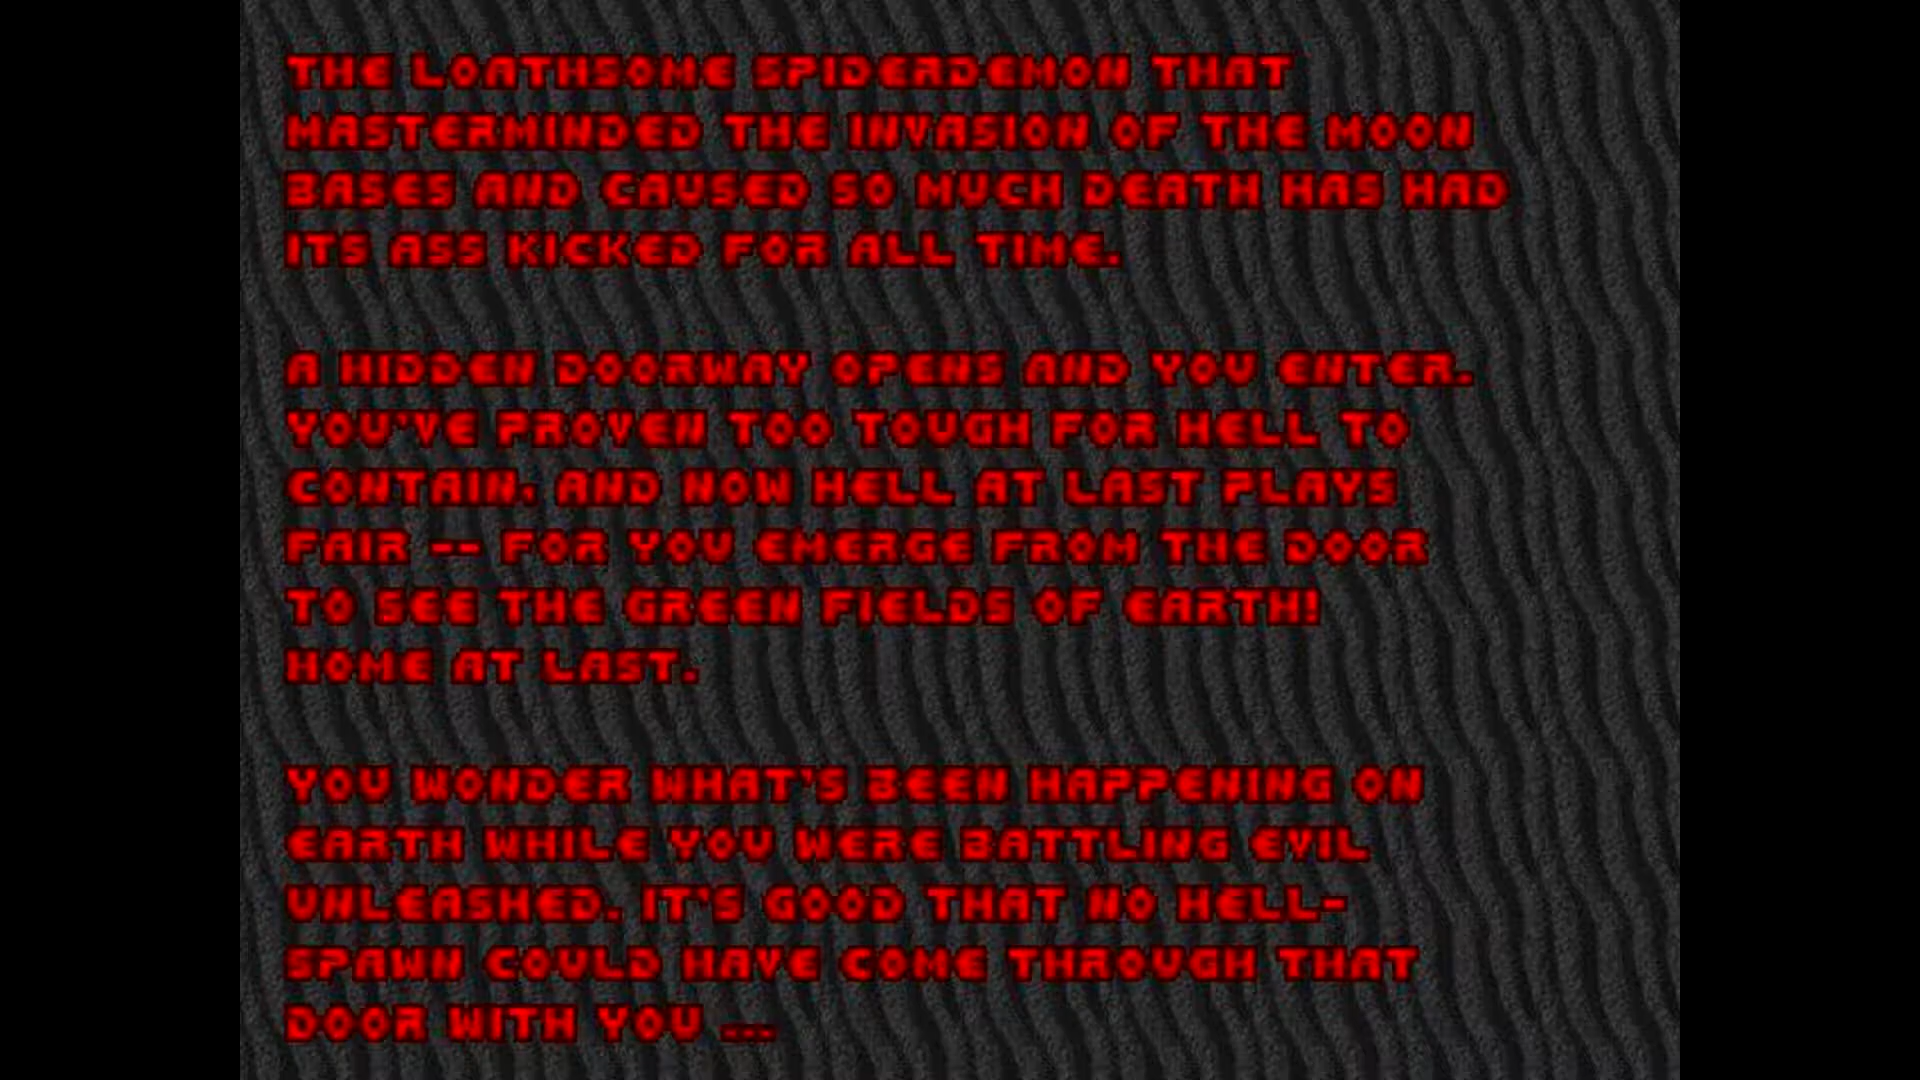 THE LOATHSOME SPIDERDEMON THAT
MASTERMINDED THE INVASION OF THE MOON
BASES AND CAUSED SO MUCH DEATH HAS HAD
ITS ASS KICKED FOR ALL TIME.
A HIDDEN DOORWAY OPENS AND YOU ENTER.
YOU'VE PROVEN TOO TOUGH FOR HELL TO
CONTAIN, AND NOW HELL AT LAST PLAYS
FAIR -- FOR YOU EMERGE FROM THE DOOR
TO SEE THE GREEN FIELDS OF EARTH!
HOME AT LAST.
YOU WONDER WHAT'S BEEN HAPPENING ON
EARTH WHILE YOU WERE BATTLING EVIL
UNLEASHED. IT'S GOOD THAT NO HELL-
SPAWN COULD HAVE COME THROUGH THAT
DOOR WITH YOU ...